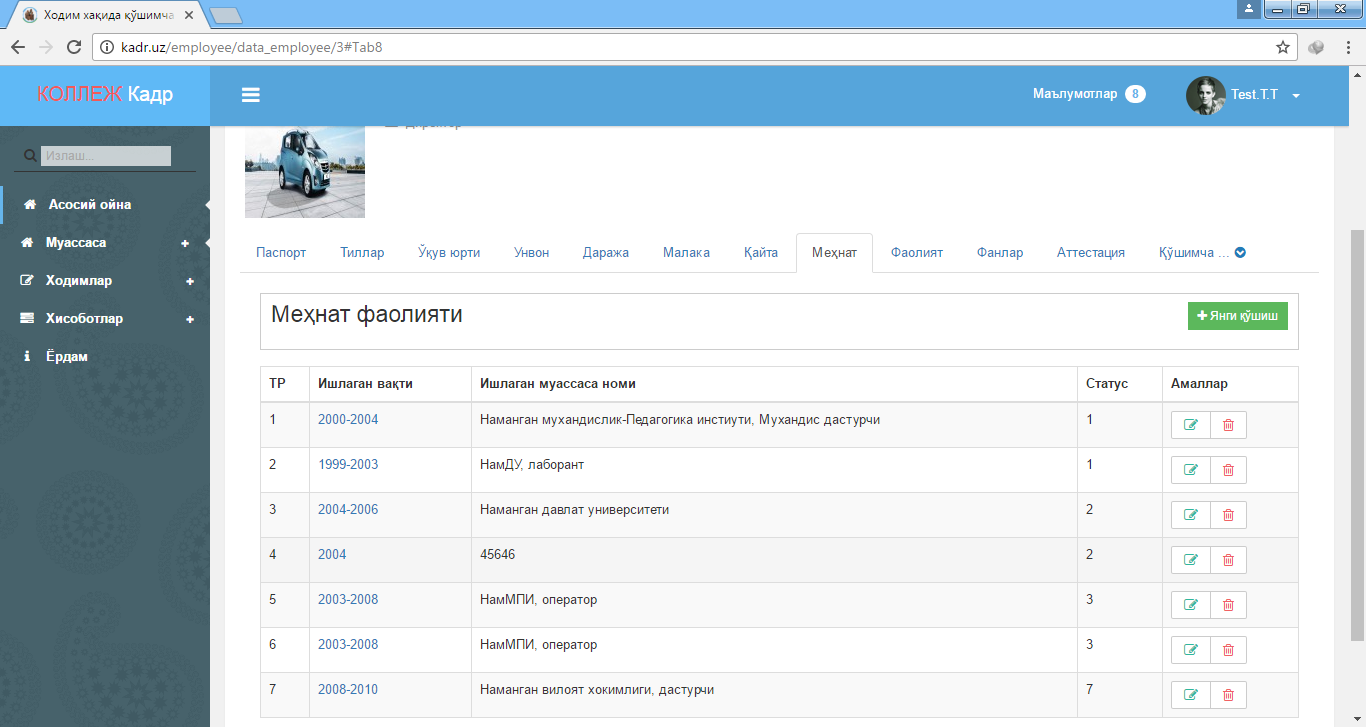 Ходим хақида қўшимча
kadr.uz/employee/data_employee/3#Tab8
КОЛЛЕЖ Кадр
Маълумотлар 8
Test.T.T
Директор
Излаш...
Асосий ойна
Муассаса
Ходимлар
Хисоботлар
Ёрдам
Паспорт Тиллар Ўқув юрти Унвон Даража Малака Қайта Меҳнат Фаолият Фанлар Аттестация Қўшимча ...
Меҳнат фаолияти
Янги қўшиш
ТР Ишлаган вақти Ишлаган муассаса номи Статус Амаллар
1 2000-2004 Наманган мухандислик-Педагогика инстиути, Мухандис дастурчи 1
2 1999-2003 НамДУ, лаборант 1
3 2004-2006 Наманган давлат университети 2
4 2004 45646 2
5 2003-2008 НамМПИ, оператор 3
6 2003-2008 НамМПИ, оператор 3
7 2008-2010 Наманган вилоят хокимлиги, дастурчи 7